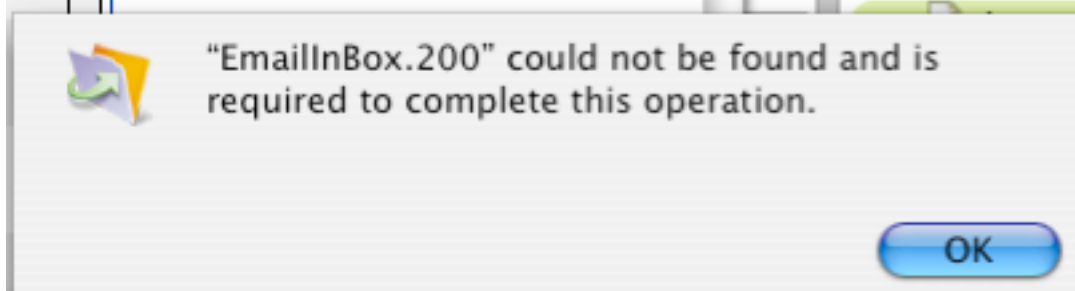 “EmailInBox.200” could not be found and is
required to complete this operation.
OK